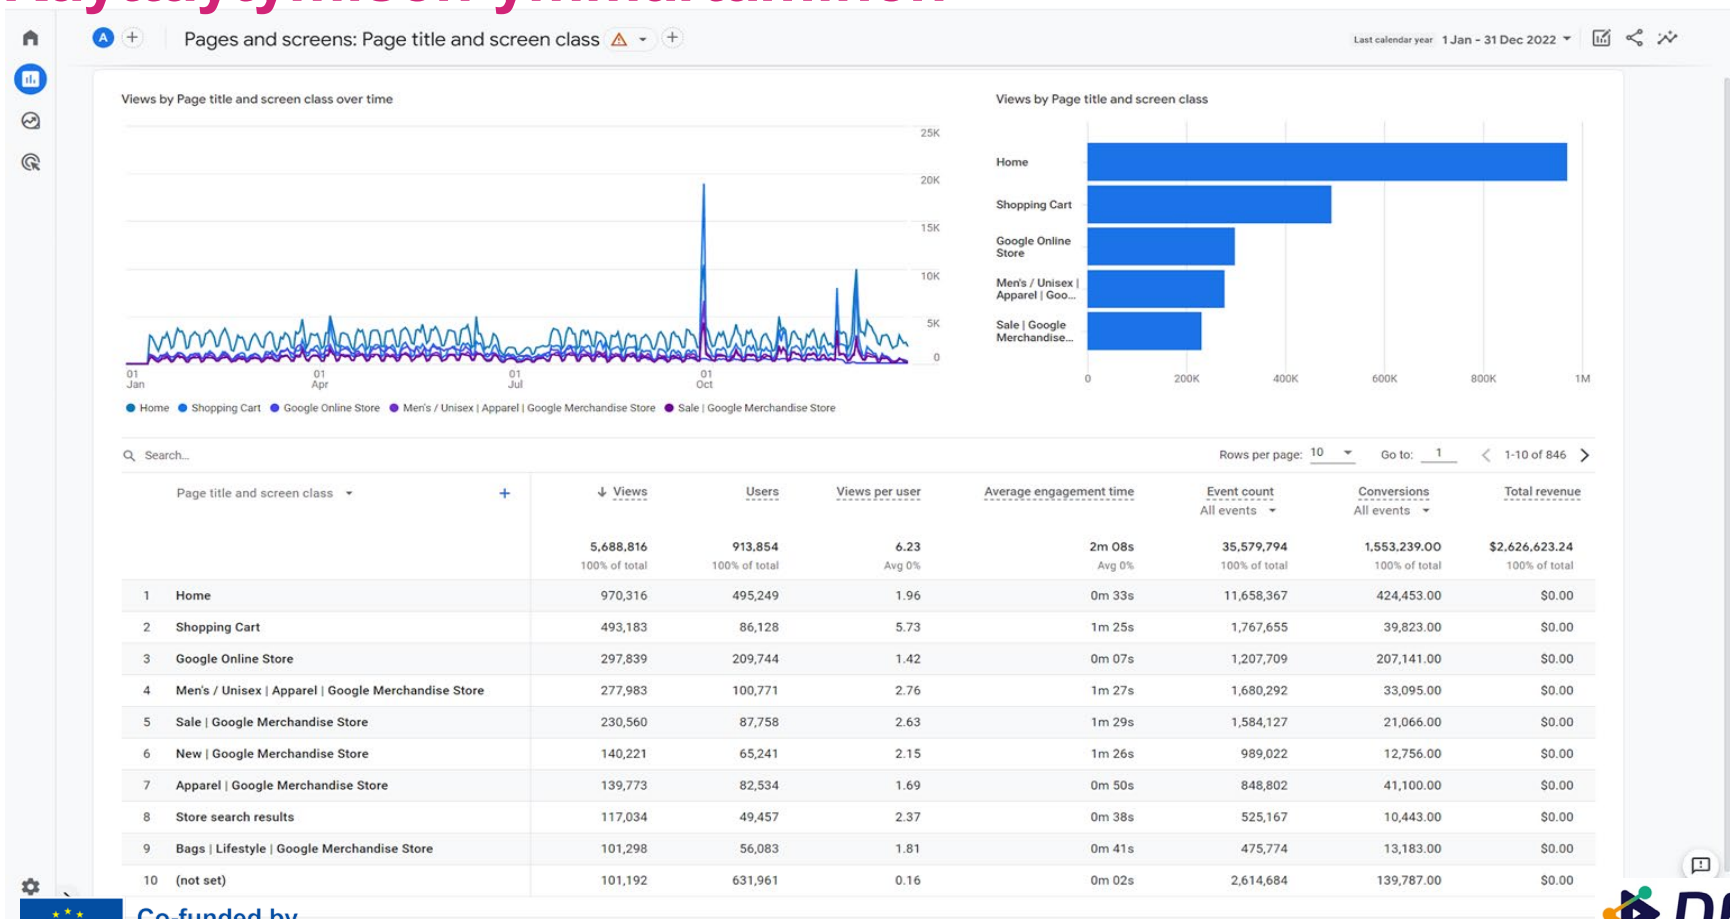 A
Pages and screens: Page title and screen class
Last calendar year 1 Jan - 31 Dec 2022
Views by Page title and screen class over time
25K
20K
15K
10K
5K
0
01 Jan
01 Apr
01 Jul
01 Oct
Home Shopping Cart Google Online Store Men's / Unisex | Apparel | Google Merchandise Store Sale | Google Merchandise Store
Views by Page title and screen class
Home
Shopping Cart
Google Online
Store
Men's / Unisex |
Apparel | Goo...
Sale | Google
Merchandise...
0 200K 400K 600K 800K 1M
Search...
Rows per page: 10 Go to: 1 1-10 of 846
Page title and screen class + Views Users Views per user Average engagement time Event count Conversions Total revenue
All events All events
5,688,816 913,854 6.23 2m 08s 35,579,794 1,553,239.00 $2,626,623.24
100% of total 100% of total Avg 0% Avg 0% 100% of total 100% of total 100% of total
1 Home 970,316 495,249 1.96 0m 33s 11,658,367 424,453.00 $0.00
2 Shopping Cart 493,183 86,128 5.73 1m 25s 1,767,655 39,823.00 $0.00
3 Google Online Store 297,839 209,744 1.42 0m 07s 1,207,709 207,141.00 $0.00
4 Men's / Unisex | Apparel | Google Merchandise Store 277,983 100,771 2.76 1m 27s 1,680,292 33,095.00 $0.00
5 Sale | Google Merchandise Store 230,560 87,758 2.63 1m 29s 1,584,127 21,066.00 $0.00
6 New | Google Merchandise Store 140,221 65,241 2.15 1m 26s 989,022 12,756.00 $0.00
7 Apparel | Google Merchandise Store 139,773 82,534 1.69 0m 50s 848,802 41,100.00 $0.00
8 Store search results 117,034 49,457 2.37 0m 38s 525,167 10,443.00 $0.00
9 Bags | Lifestyle | Google Merchandise Store 101,298 56,083 1.81 0m 41s 475,774 13,183.00 $0.00
10 (not set) 101,192 631,961 0.16 0m 02s 2,614,684 139,787.00 $0.00
Co-funded by